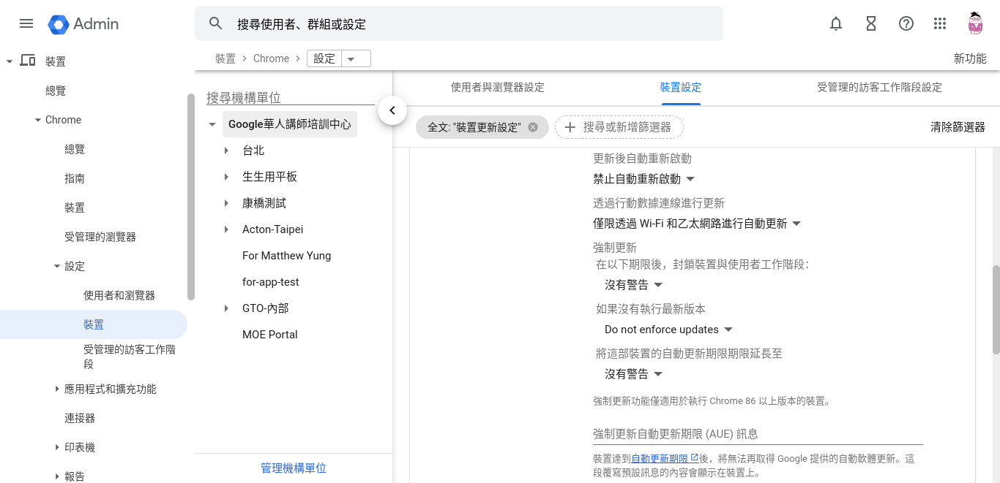 Admin
搜尋使用者、群組或設定
裝置
總覽
Chrome
總覽
指南
裝置
受管理的瀏覽器
設定
使用者和瀏覽器
裝置
受管理的訪客工作階
段
應用程式和擴充功能
連接器
印表機
報告
裝置 > Chrome > 設定
新功能
搜尋機構單位
Google華人講師培訓中心
台北
生生用平板
康橋測試
Acton-Taipei
For Matthew Yung
for-app-test
GTO-內部
MOE Portal
管理機構單位
使用者與瀏覽器設定
裝置設定
受管理的訪客工作階段設定
全文: "裝置更新設定"
搜尋或新增篩選器
清除篩選器
更新後自動重新啟動
禁止自動重新啟動
透過行動數據連線進行更新
僅限透過 Wi-Fi 和乙太網路進行自動更新
強制更新
在以下期限後，封鎖裝置與使用者工作階段：
沒有警告
如果沒有執行最新版本
Do not enforce updates
將這部裝置的自動更新期限期限延長至
沒有警告
強制更新功能僅適用於執行 Chrome 86 以上版本的裝置。
強制更新自動更新期限 (AUE) 訊息
裝置達到自動更新期限後，將無法再取得 Google 提供的自動軟體更新。這
段覆寫預設訊息的內容會顯示在裝置上。